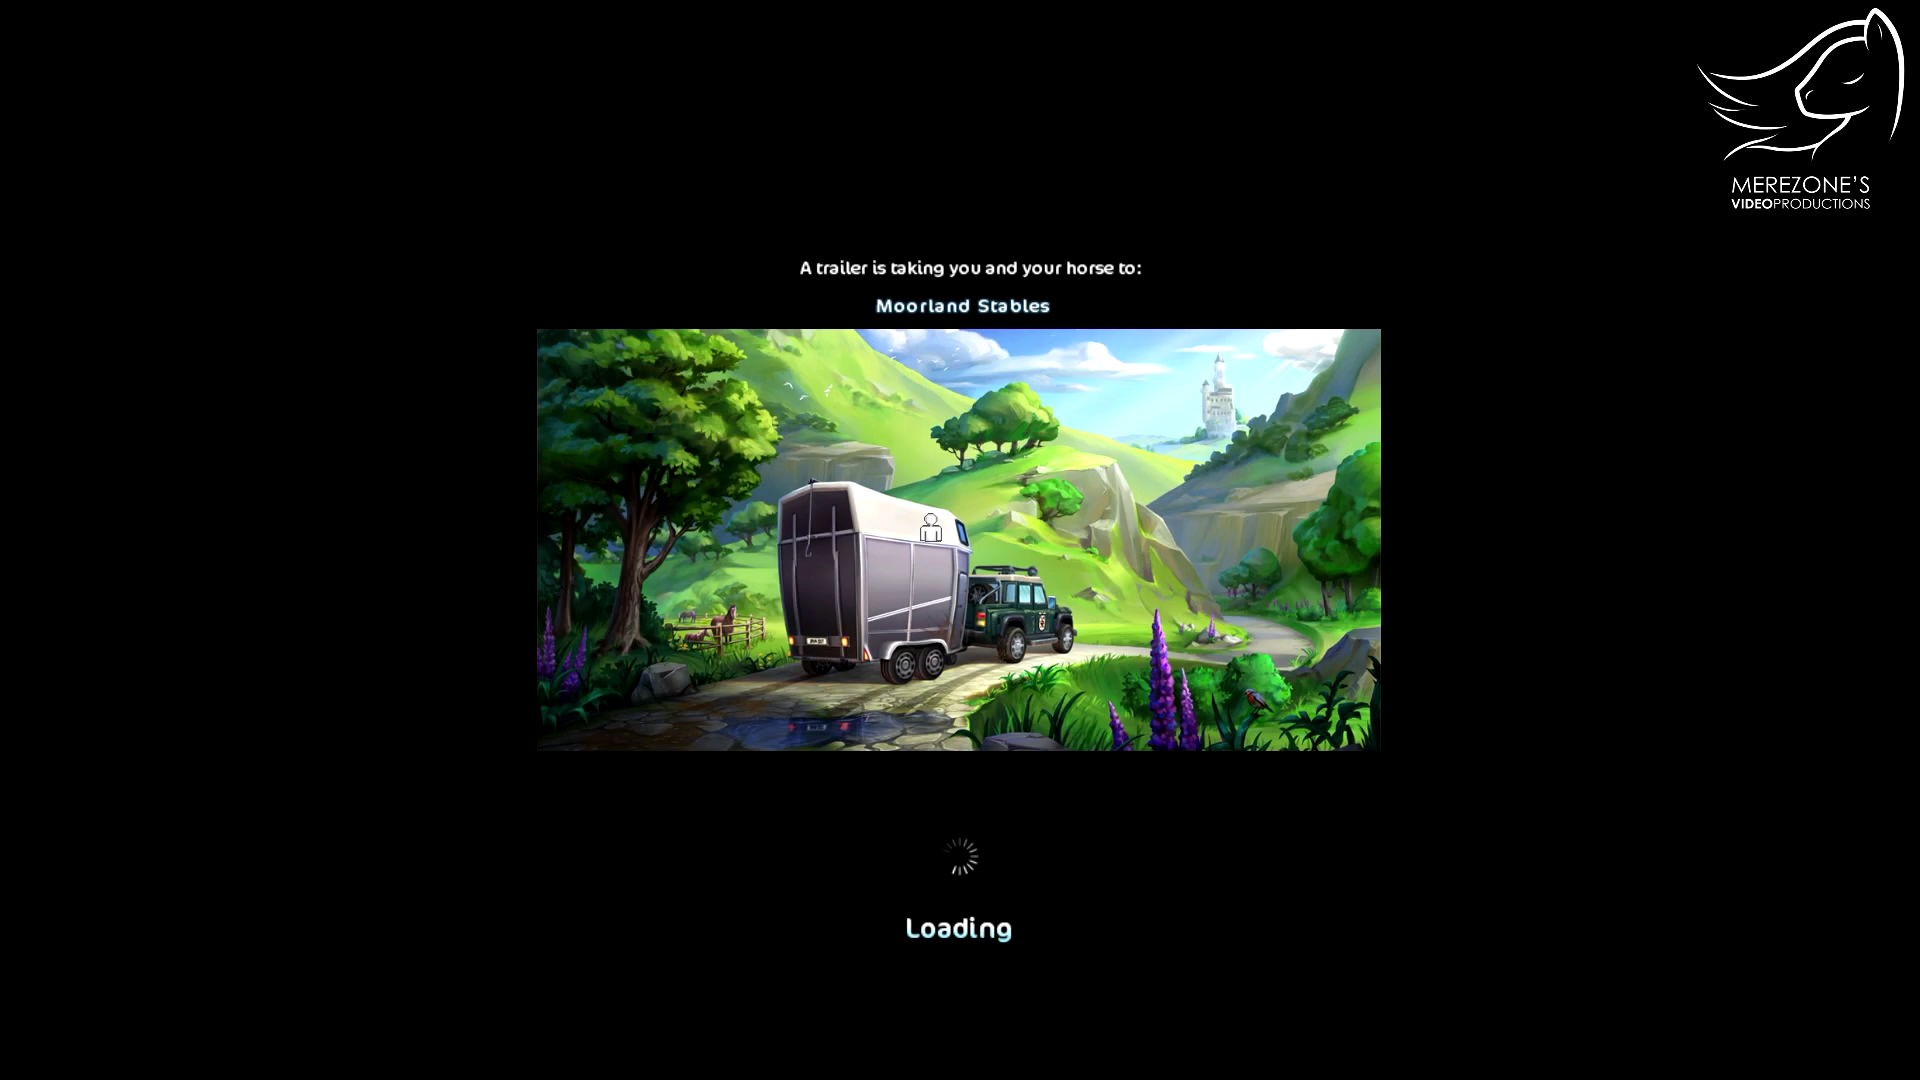 MEREZONE'S
VIDEOPRODUCTIONS
A trailer is taking you and your horse to:
Moorland Stables
Loading